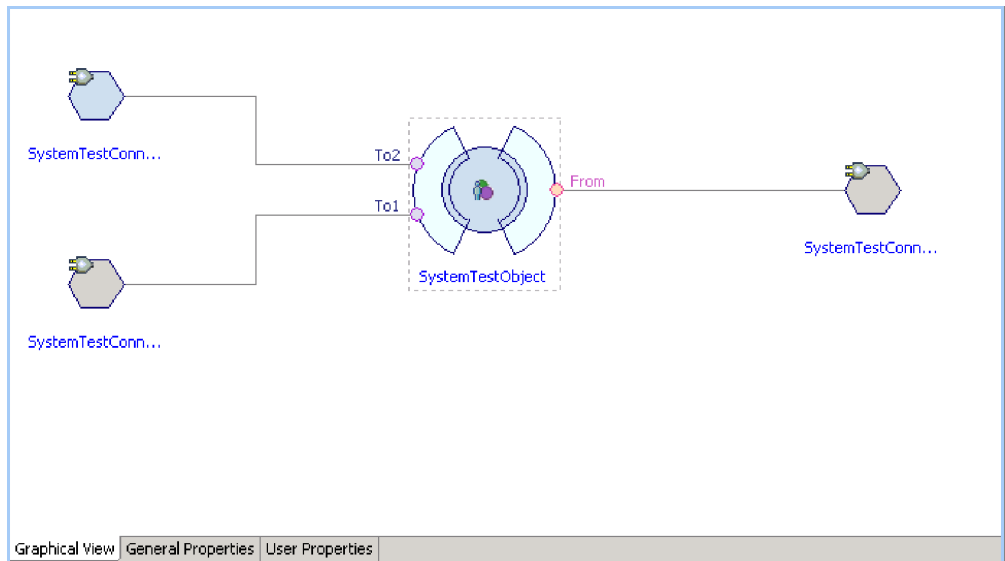 SystemTestConn...
To2
From
To1
SystemTestConn...
SystemTestObject
SystemTestConn...
Graphical View General Properties User Properties